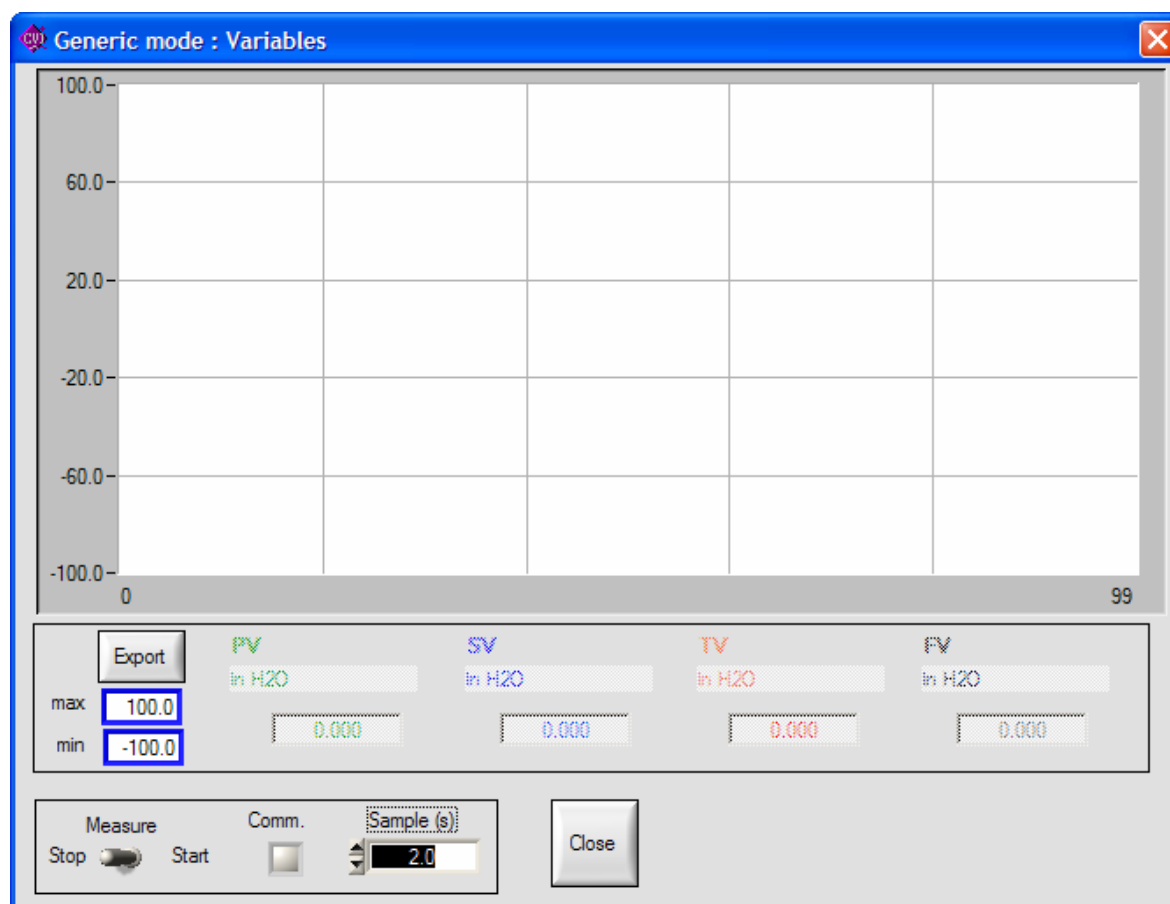 CVI Generic mode : Variables
100.0
60.0
20.0
-20.0
-60.0
-100.0
0 99
Export PV SV TV FV
in H2O in H2O in H2O in H2O
max 100.0 0.000 0.000 0.000 0.000
min -100.0
Measure Comm. Sample (s)
Stop Start 2.0 Close